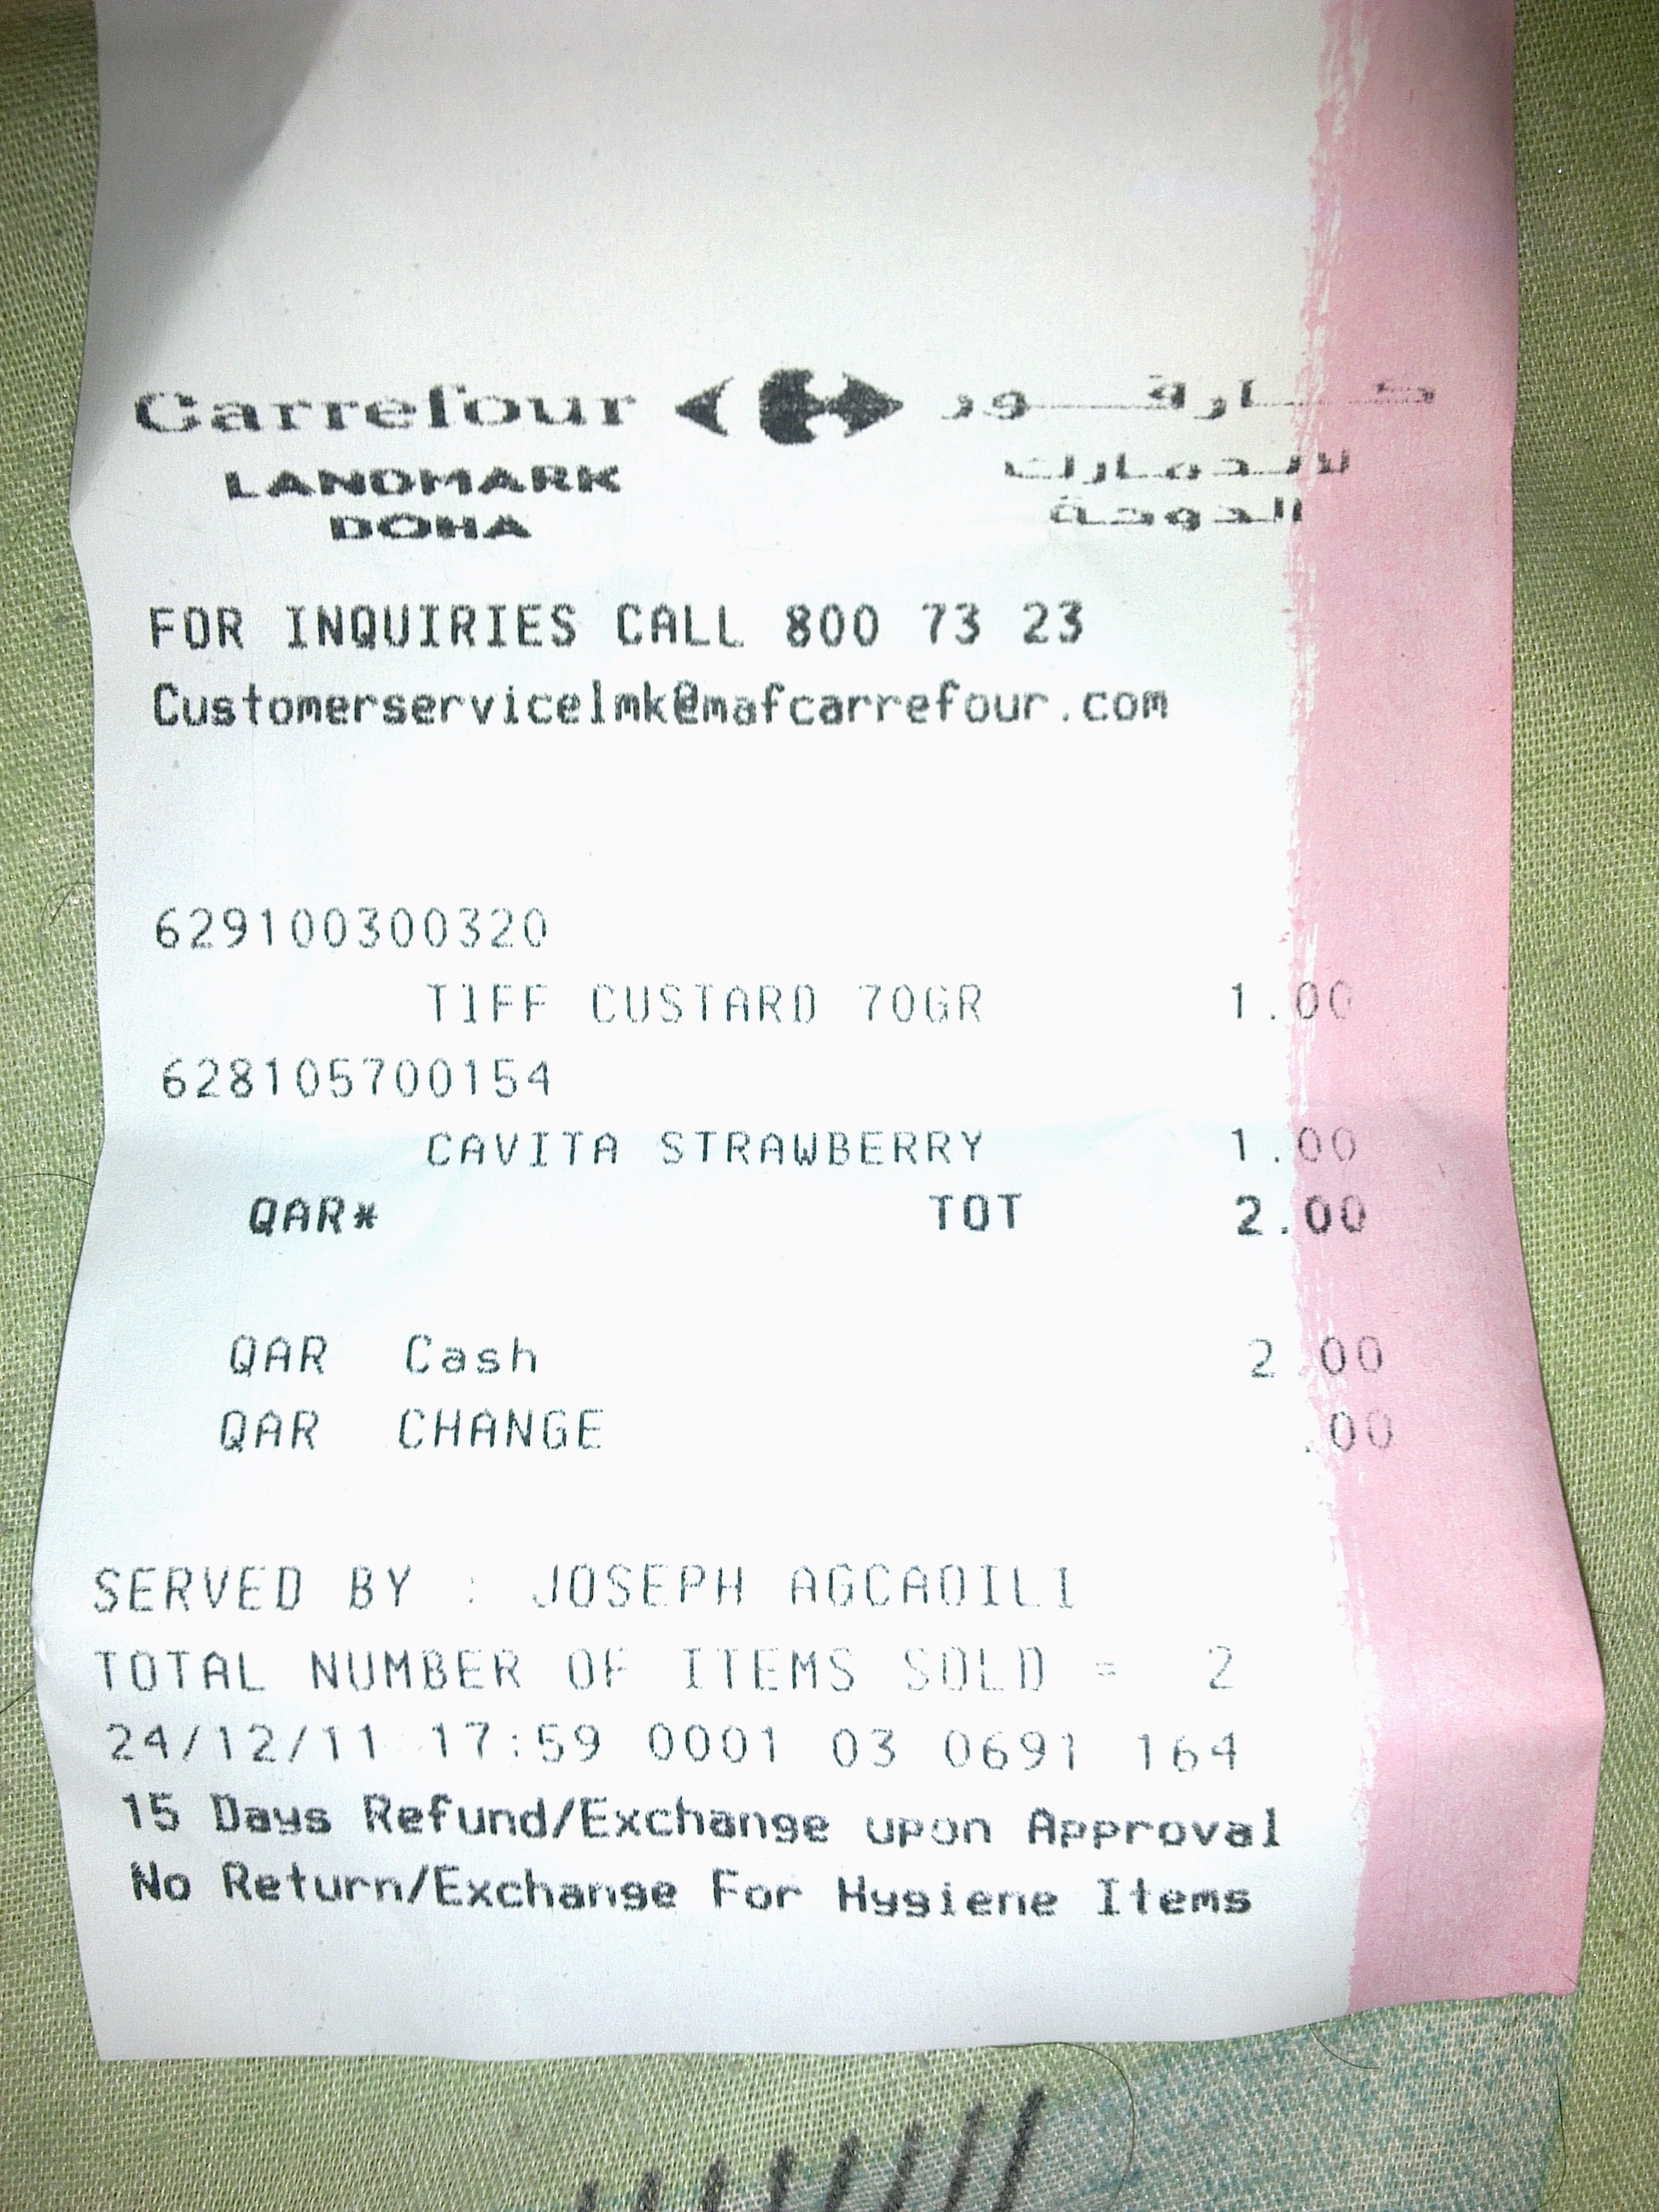 Carrefour كارفور
LANDMARK لاندمارك
DOHA الدوحة
FOR INQUIRIES CALL 800 73 23
Customerservicelmk@mafcarrefour.com
629100300320
TIFF CUSTARD 70GR 1.00
628105700154
CAVITA STRAWBERRY 1.00
QAR* TOT 2.00
QAR Cash 2.00
QAR CHANGE .00
SERVED BY : JOSEPH AGCAOILI
TOTAL NUMBER OF ITEMS SOLD = 2
24/12/11 17:59 0001 03 0691 164
15 Days Refund/Exchange upon Approval
No Return/Exchange For Hygiene Items